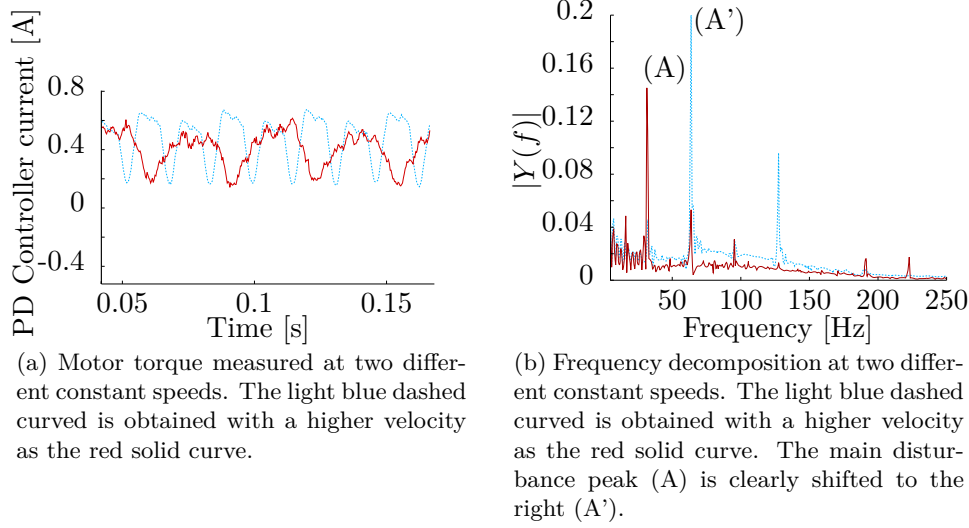 PD Controller current [A]
0.8
0.4
0
-0.4
0.05
0.1
0.15
Time [s]
(a) Motor torque measured at two differ-
ent constant speeds. The light blue dashed
curved is obtained with a higher velocity
as the red solid curve.
|Y(f)|
0.2
0.16
0.12
0.08
0.04
0
(A)
(A’)
50
100
150
200
250
Frequency [Hz]
(b) Frequency decomposition at two differ-
ent constant speeds. The light blue dashed
curved is obtained with a higher velocity
as the red solid curve. The main distur-
bance peak (A) is clearly shifted to the
right (A’).